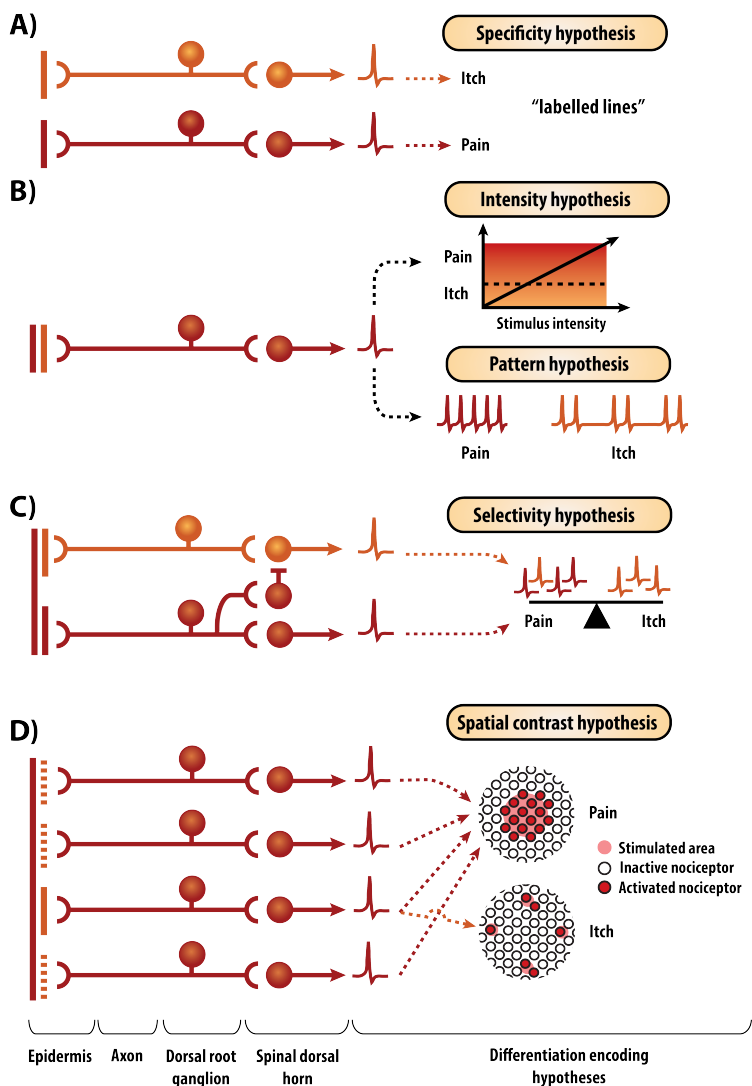 A)
Specificity hypothesis
Itch
"labelled lines"
Pain
B)
Intensity hypothesis
Pain
Itch
Stimulus intensity
Pattern hypothesis
Pain
Itch
C)
Selectivity hypothesis
Pain
Itch
D)
Spatial contrast hypothesis
Pain
Stimulated area
Inactive nociceptor
Activated nociceptor
Itch
Epidermis
Axon
Dorsal root
ganglion
Spinal dorsal
horn
Differentiation encoding
hypotheses